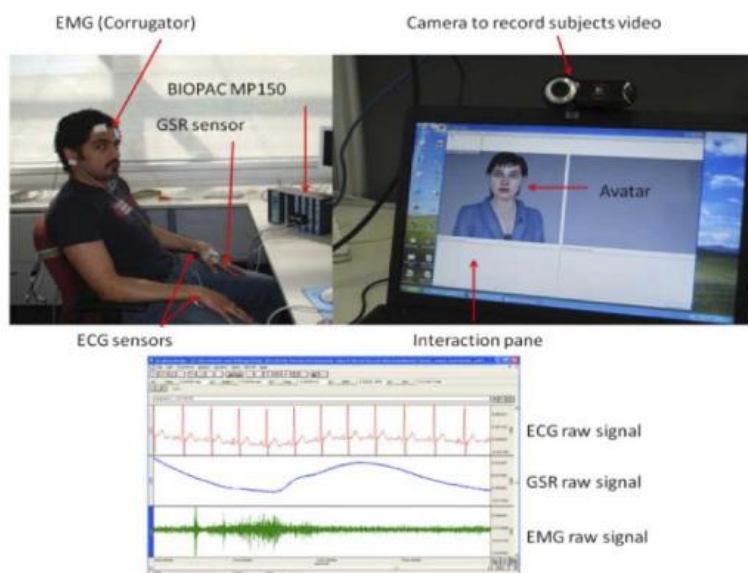 EMG (Corrugator)
Camera to record subjects video
BIOPAC MP150
GSR sensor
Avatar
ECG sensors
Interaction pane
ECG raw signal
GSR raw signal
EMG raw signal